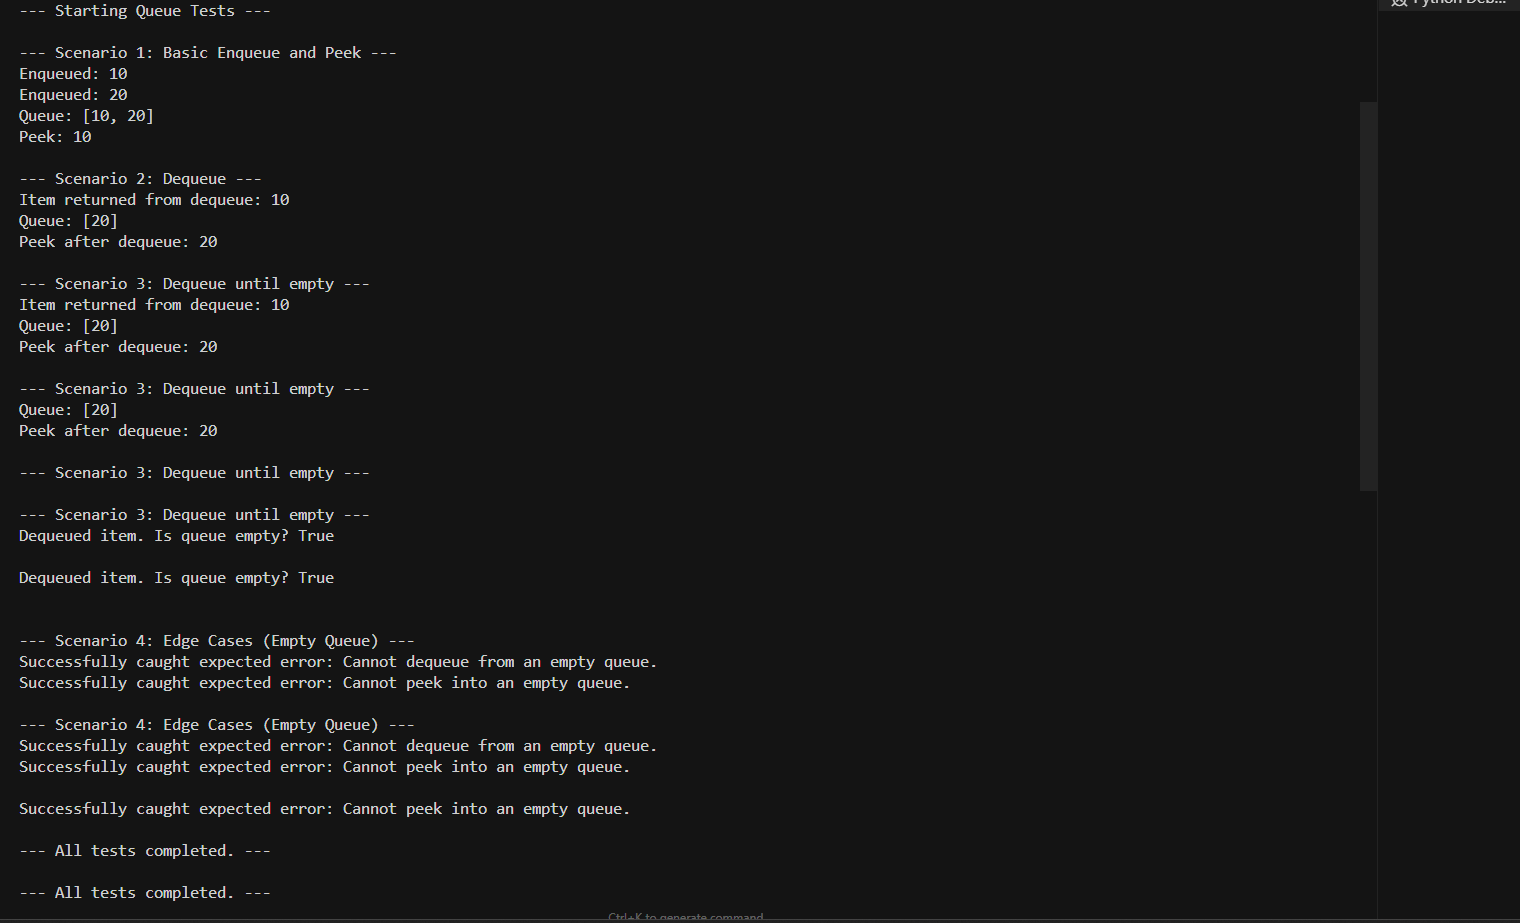 Python Deb...
--- Starting Queue Tests ---
--- Scenario 1: Basic Enqueue and Peek ---
Enqueued: 10
Enqueued: 20
Queue: [10, 20]
Peek: 10
--- Scenario 2: Dequeue ---
Item returned from dequeue: 10
Queue: [20]
Peek after dequeue: 20
--- Scenario 3: Dequeue until empty ---
Item returned from dequeue: 10
Queue: [20]
Peek after dequeue: 20
--- Scenario 3: Dequeue until empty ---
Queue: [20]
Peek after dequeue: 20
--- Scenario 3: Dequeue until empty ---
--- Scenario 3: Dequeue until empty ---
Dequeued item. Is queue empty? True
Dequeued item. Is queue empty? True
--- Scenario 4: Edge Cases (Empty Queue) ---
Successfully caught expected error: Cannot dequeue from an empty queue.
Successfully caught expected error: Cannot peek into an empty queue.
--- Scenario 4: Edge Cases (Empty Queue) ---
Successfully caught expected error: Cannot dequeue from an empty queue.
Successfully caught expected error: Cannot peek into an empty queue.
Successfully caught expected error: Cannot peek into an empty queue.
--- All tests completed. ---
--- All tests completed. ---
Ctrl+K to generate command